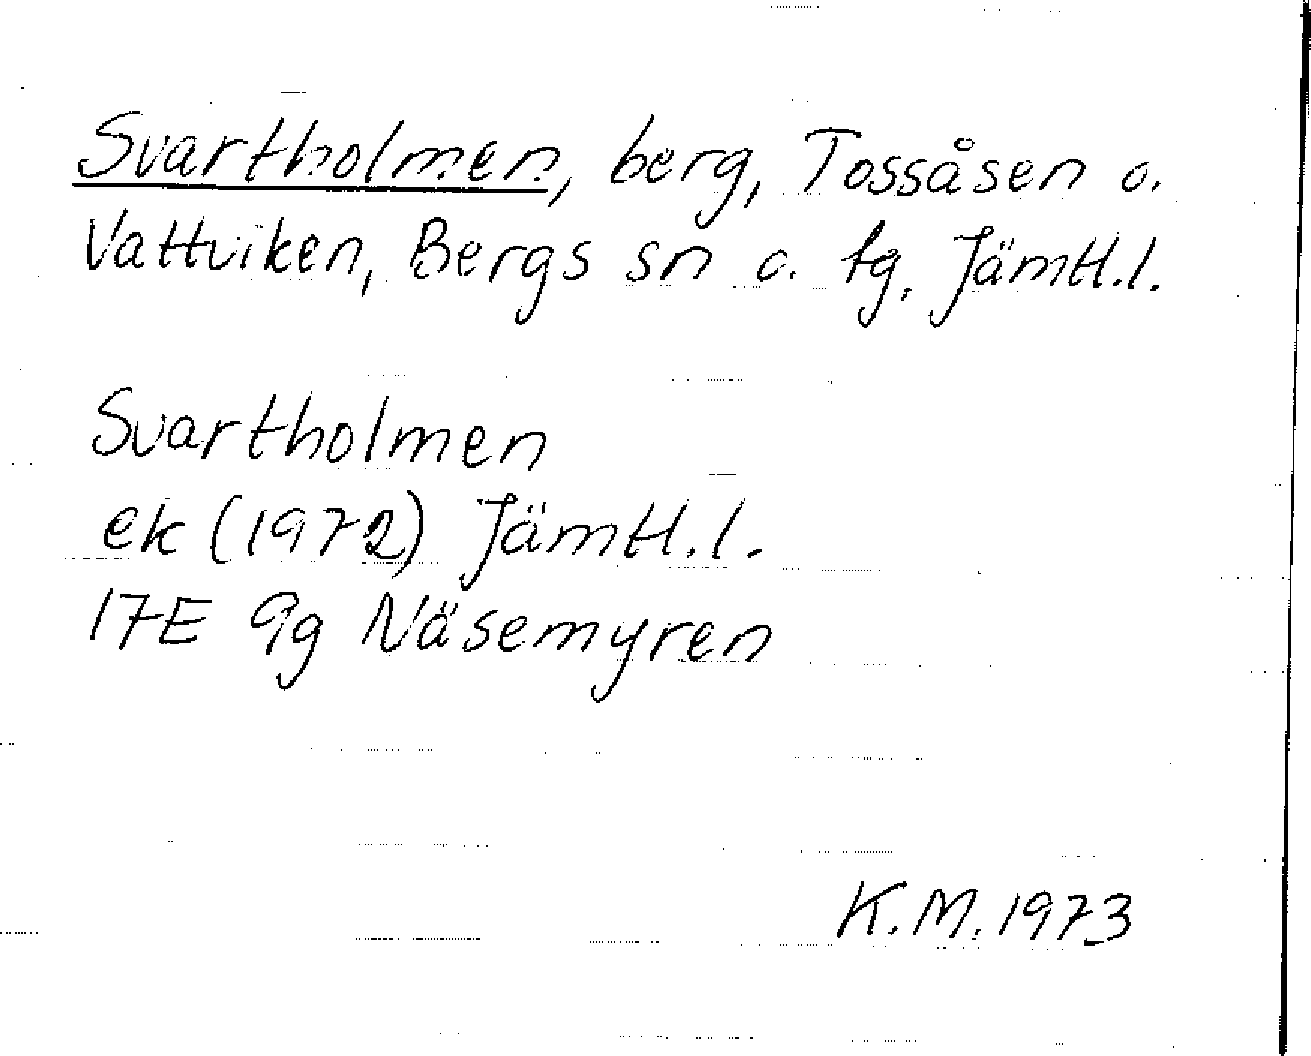 Svartholmen, berg, Tossåsen o.
Vattviken, Bergs sn o. tg, Jämtl.l.
Svartholmen
ek (1972) Jämtl.l.
17E 9g Näsemyren
K.M. 1973